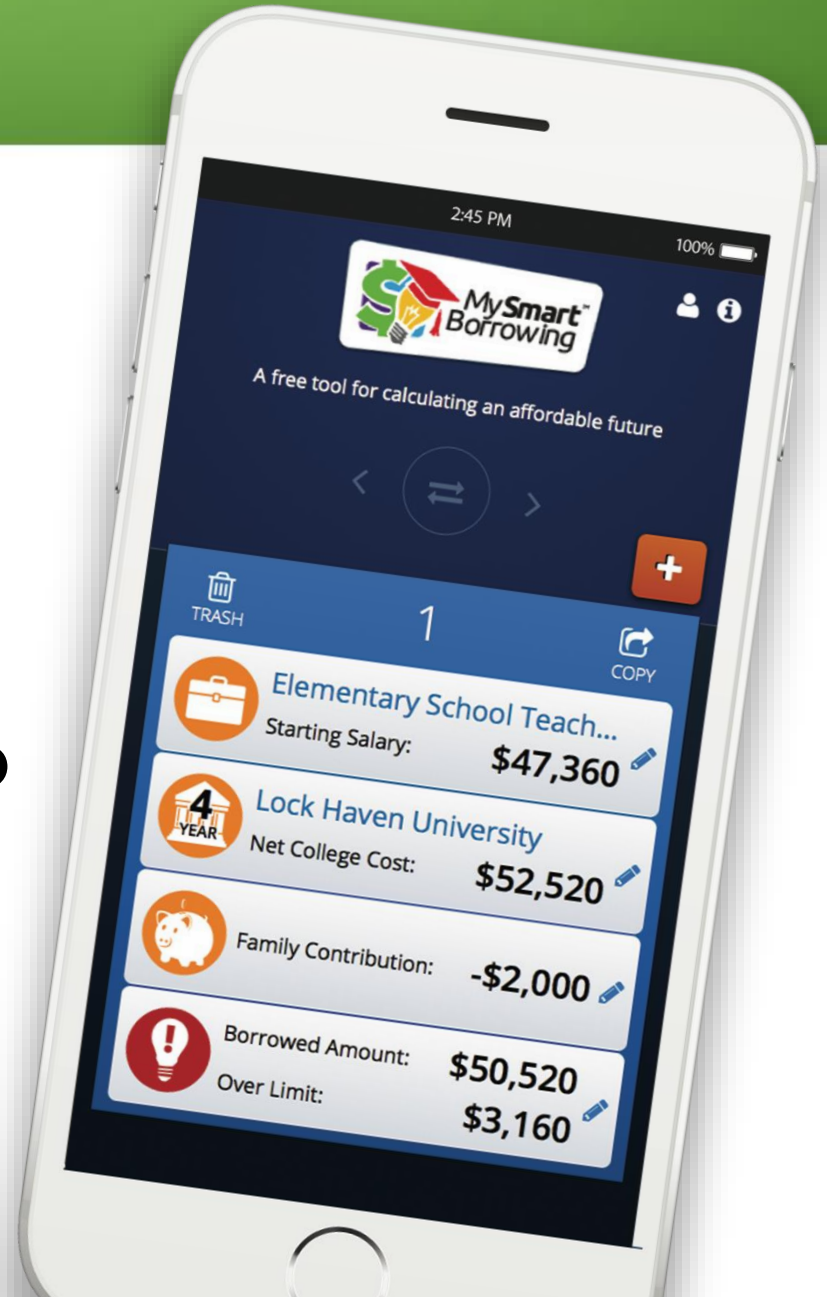 2:45 PM
100%
My Smart™
Borrowing
A free tool for calculating an affordable future
TRASH
1
COPY
Elementary School Teach...
Starting Salary:
$47,360
4
YEAR
Lock Haven University
Net College Cost:
$52,520
Family Contribution:
-$2,000
Borrowed Amount:
$50,520
Over Limit:
$3,160